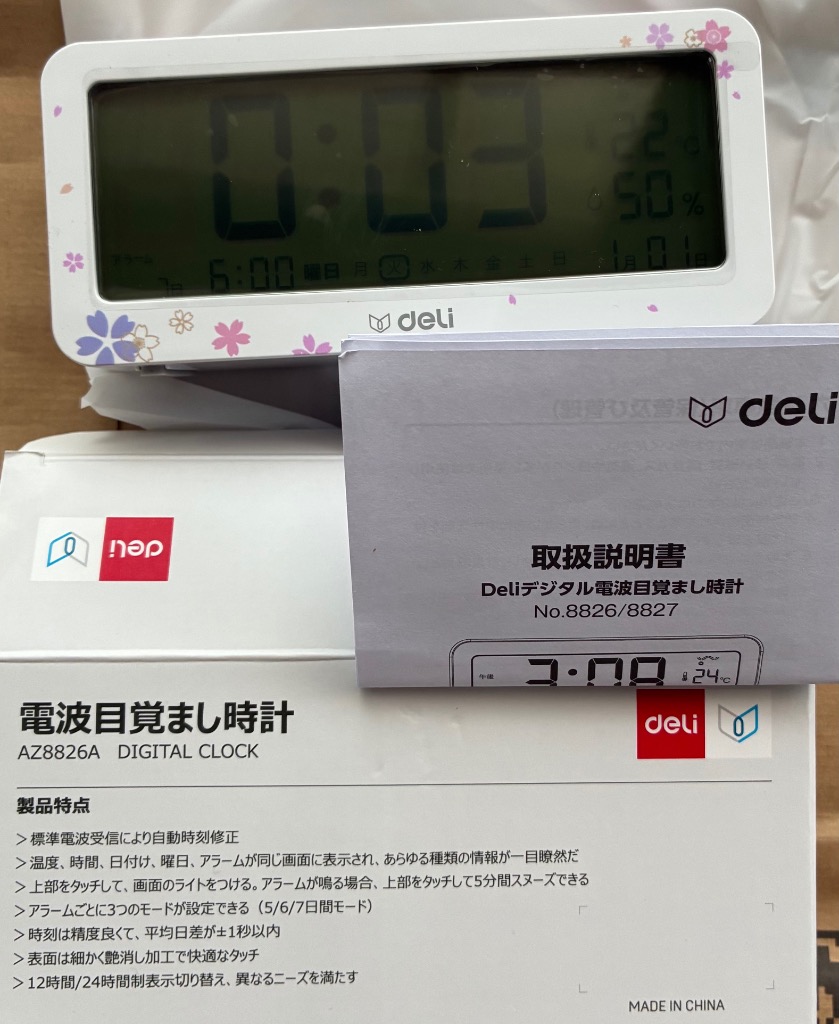 0:03
22
50%
アラーム
7日 6:00 曜日 月 火 水 木 金 土 日 1月01日
deli
deli
取扱説明書
Deliデジタル電波目覚まし時計
No.8826/8827
午後 3:08 24℃
deli
電波目覚まし時計
AZ8826A DIGITAL CLOCK
deli
製品特点
>標準電波受信により自動時刻修正
>温度、時間、日付け、曜日、アラームが同じ画面に表示され、あらゆる種類の情報が一目瞭然だ
>上部をタッチして、画面のライトをつける。アラームが鳴る場合、上部をタッチして5分間スヌーズできる
>アラームごとに3つのモードが設定できる（5/6/7日間モード）
>時刻は精度良くて、平均日差が±1秒以内
>表面は細かく艶消し加工で快適なタッチ
>12時間/24時間制表示切り替え、異なるニーズを満たす
MADE IN CHINA